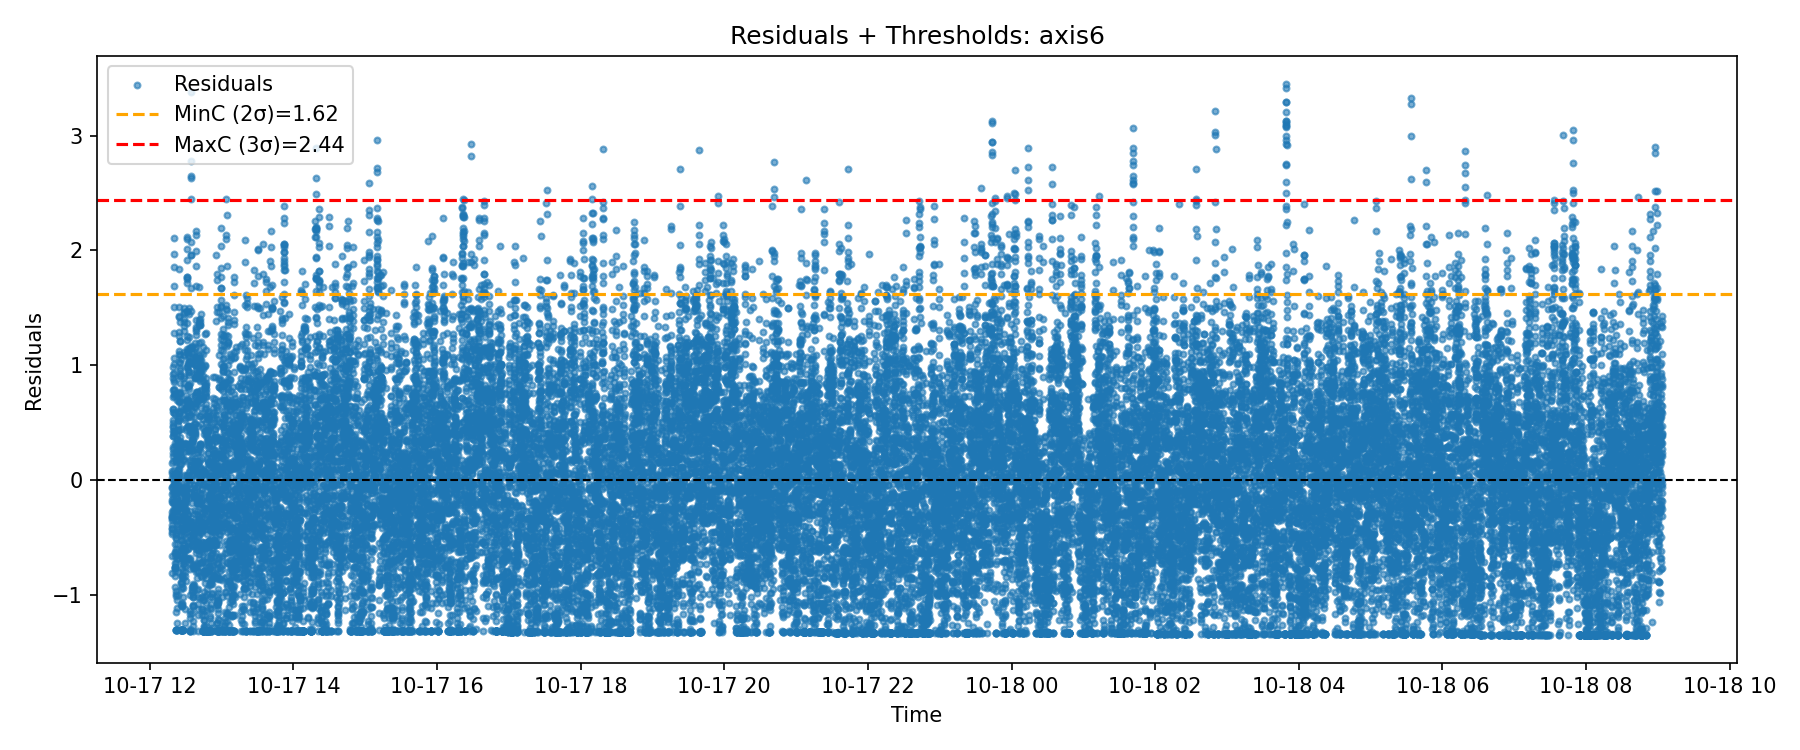 Residuals + Thresholds: axis6
Residuals
MinC (2σ)=1.62
MaxC (3σ)=2.44
Residuals
3
2
1
0
−1
10-17 12 10-17 14 10-17 16 10-17 18 10-17 20 10-17 22 10-18 00 10-18 02 10-18 04 10-18 06 10-18 08 10-18 10
Time